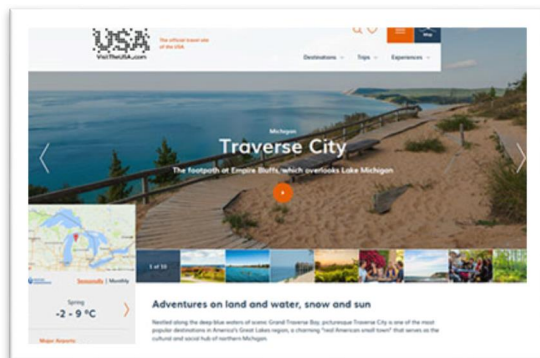 USA
VisitTheUSA.com
The official travel site
of the USA
Map
Destinations
Trips
Experiences
Michigan
Traverse City
The footpath at Empire Bluffs, which overlooks Lake Michigan
1 of 10
Seasonally | Monthly
Spring
-2 - 9 °C
Major Airports
Adventures on land and water, snow and sun
Nestled along the deep blue waters of scenic Grand Traverse Bay, picturesque Traverse City is one of the most
popular destinations in America's Great Lakes region, a charming "real American small town" that serves as the
cultural and social hub of northern Michigan.